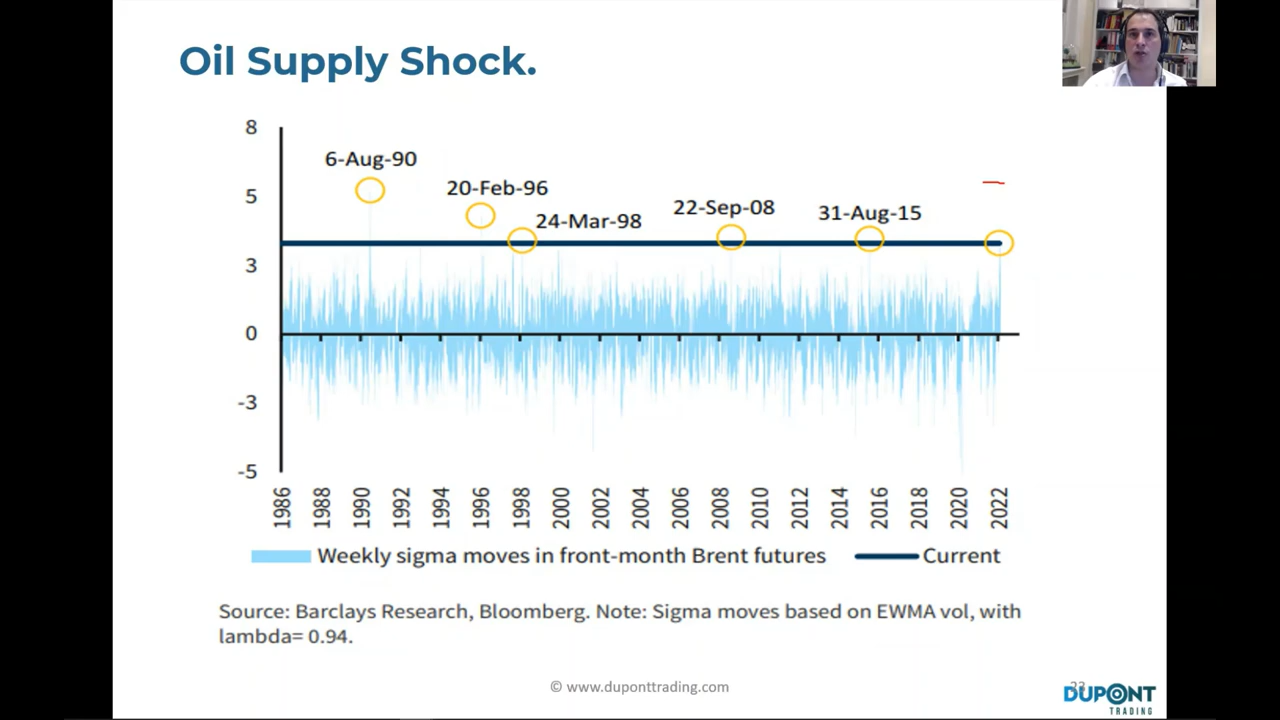 Oil Supply Shock.
8
6-Aug-90
20-Feb-96
5
22-Sep-08
31-Aug-15
24-Mar-98
3
0
-3
-5
1986 1988 1990 1992 1994 1996 1998 2000 2002 2004 2006 2008 2010 2012 2014 2016 2018 2020 2022
Weekly sigma moves in front-month Brent futures Current
Source: Barclays Research, Bloomberg. Note: Sigma moves based on EWMA vol, with
lambda= 0.94.
© www.duponttrading.com
23
DUPONT
TRADING